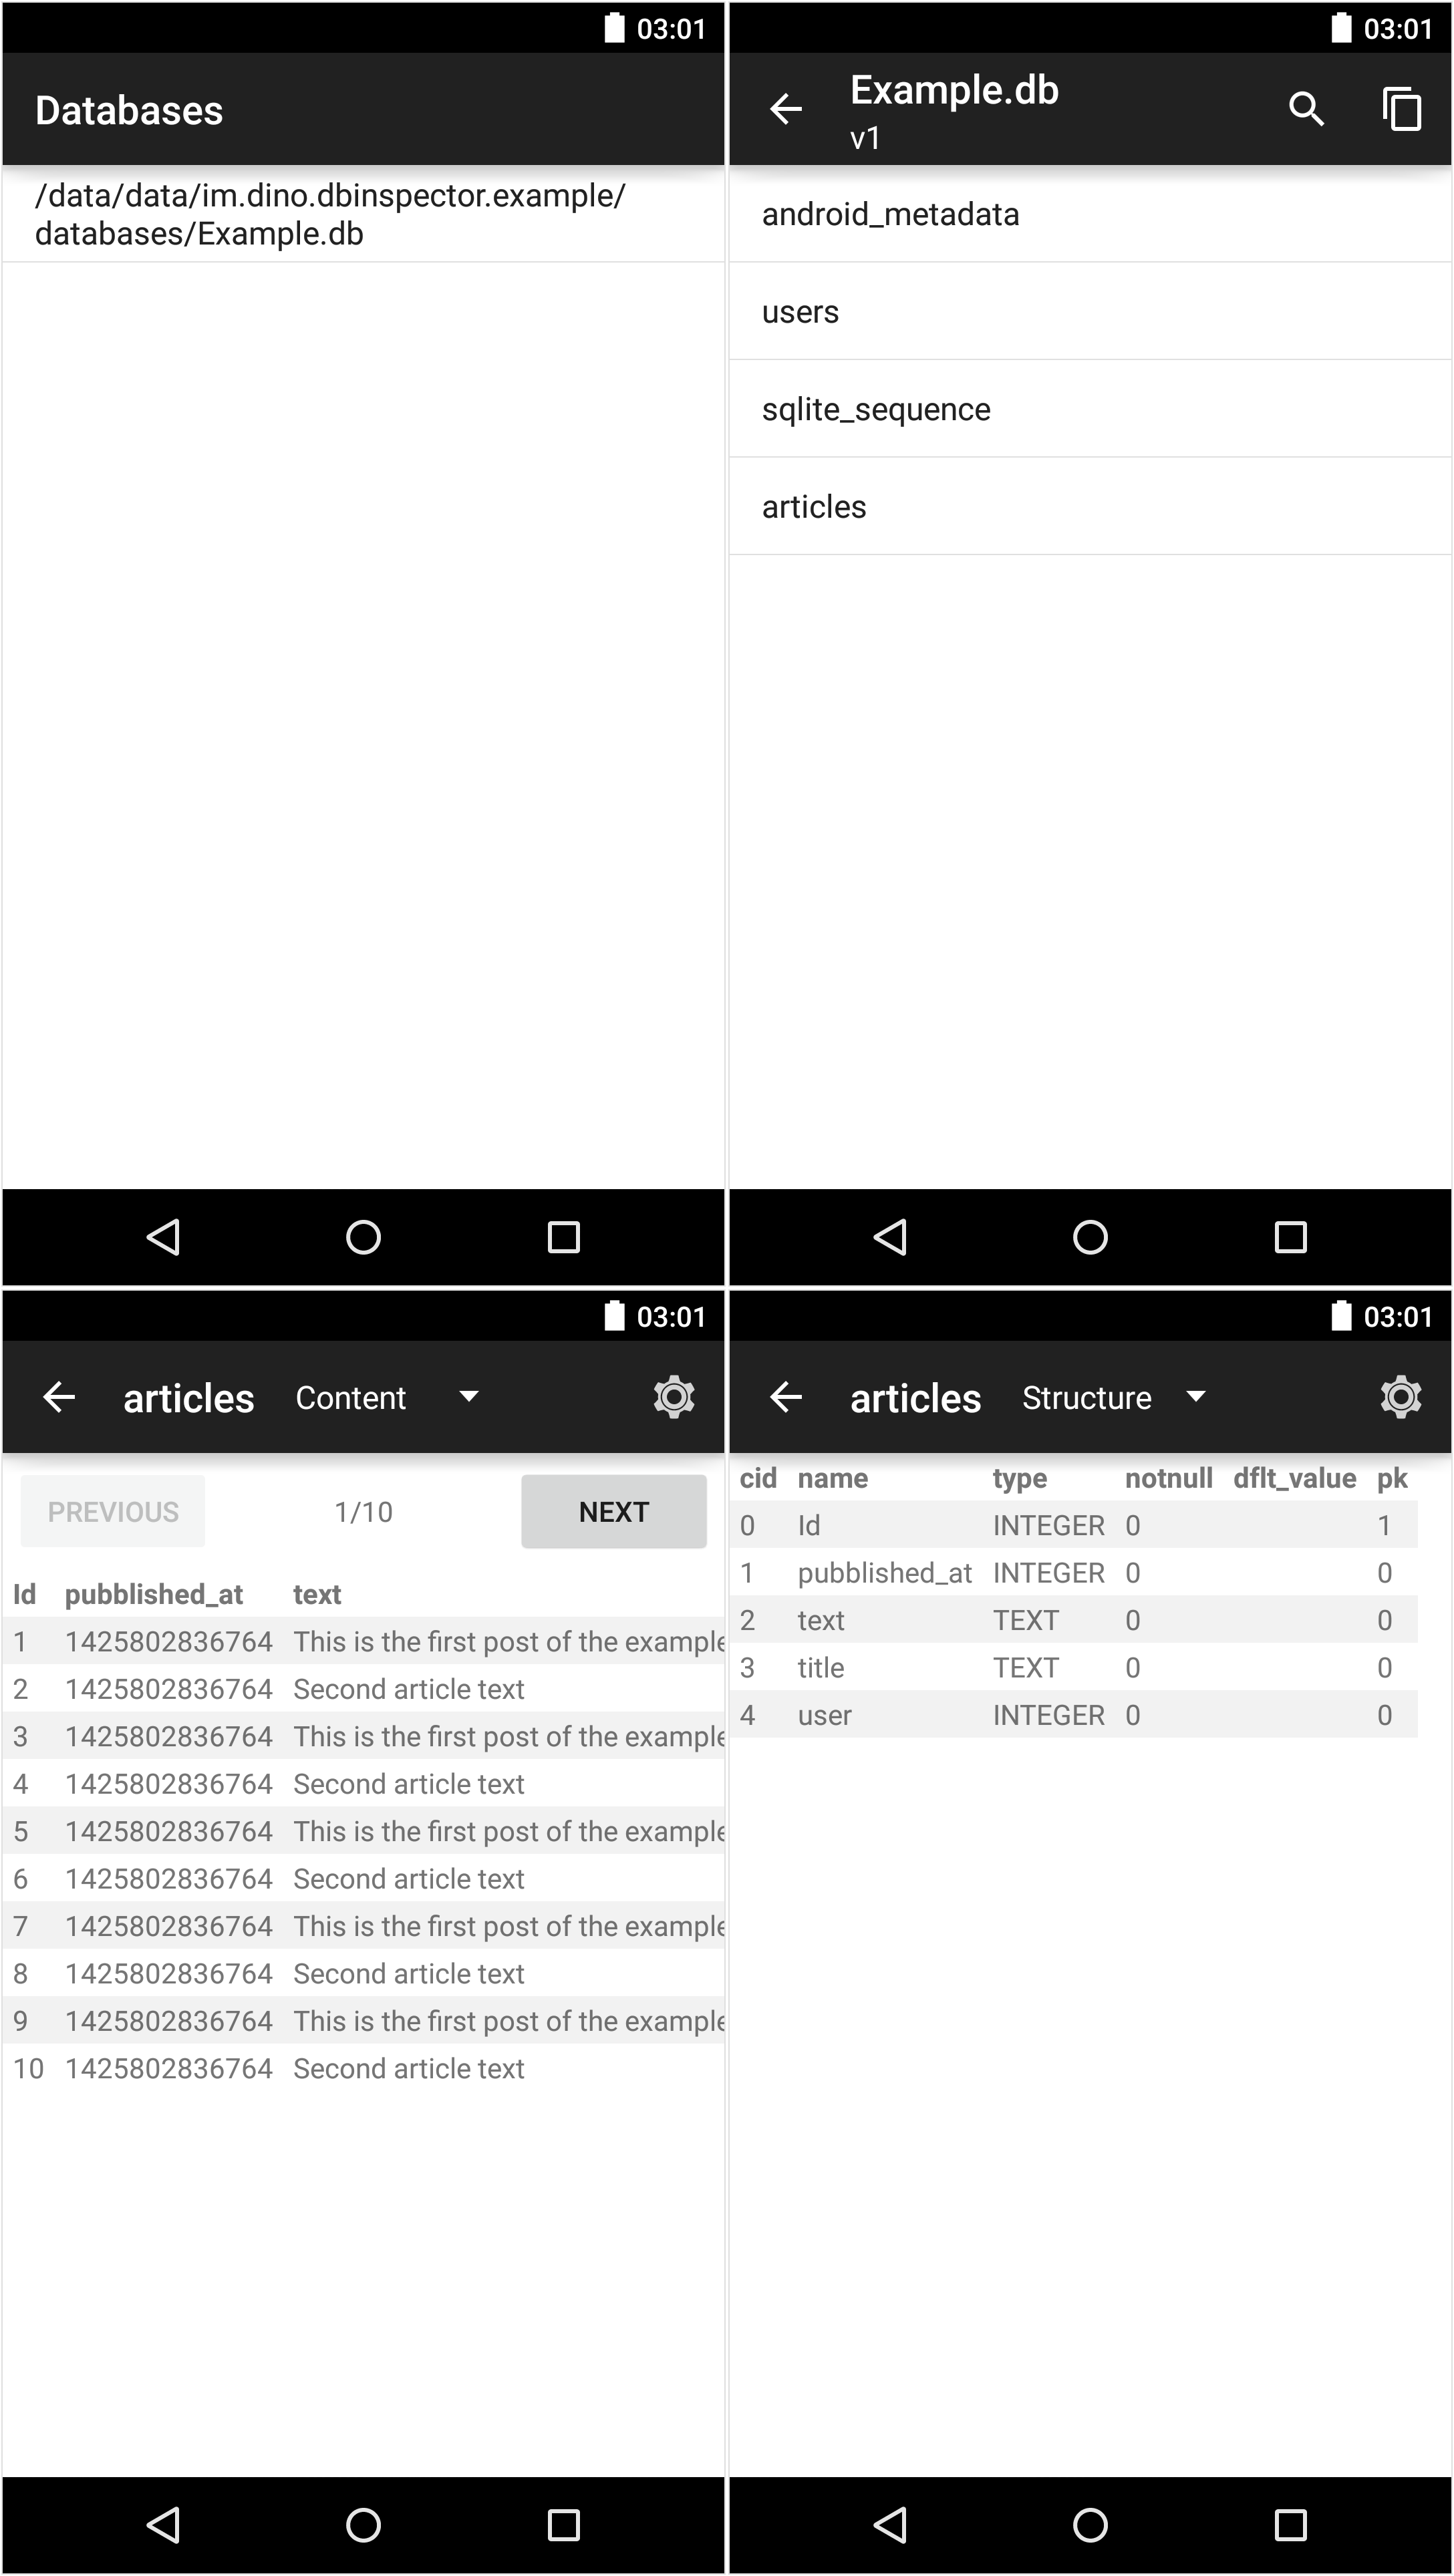 03:01
Databases
/data/data/im.dino.dbinspector.example/
databases/Example.db
03:01
Example.db
v1
android_metadata
users
sqlite_sequence
articles
03:01
articles Content
PREVIOUS 1/10 NEXT
Id pubblished_at text
1 1425802836764 This is the first post of the example
2 1425802836764 Second article text
3 1425802836764 This is the first post of the example
4 1425802836764 Second article text
5 1425802836764 This is the first post of the example
6 1425802836764 Second article text
7 1425802836764 This is the first post of the example
8 1425802836764 Second article text
9 1425802836764 This is the first post of the example
10 1425802836764 Second article text
03:01
articles Structure
cid name type notnull dflt_value pk
0 Id INTEGER 0 1
1 pubblished_at INTEGER 0 0
2 text TEXT 0 0
3 title TEXT 0 0
4 user INTEGER 0 0